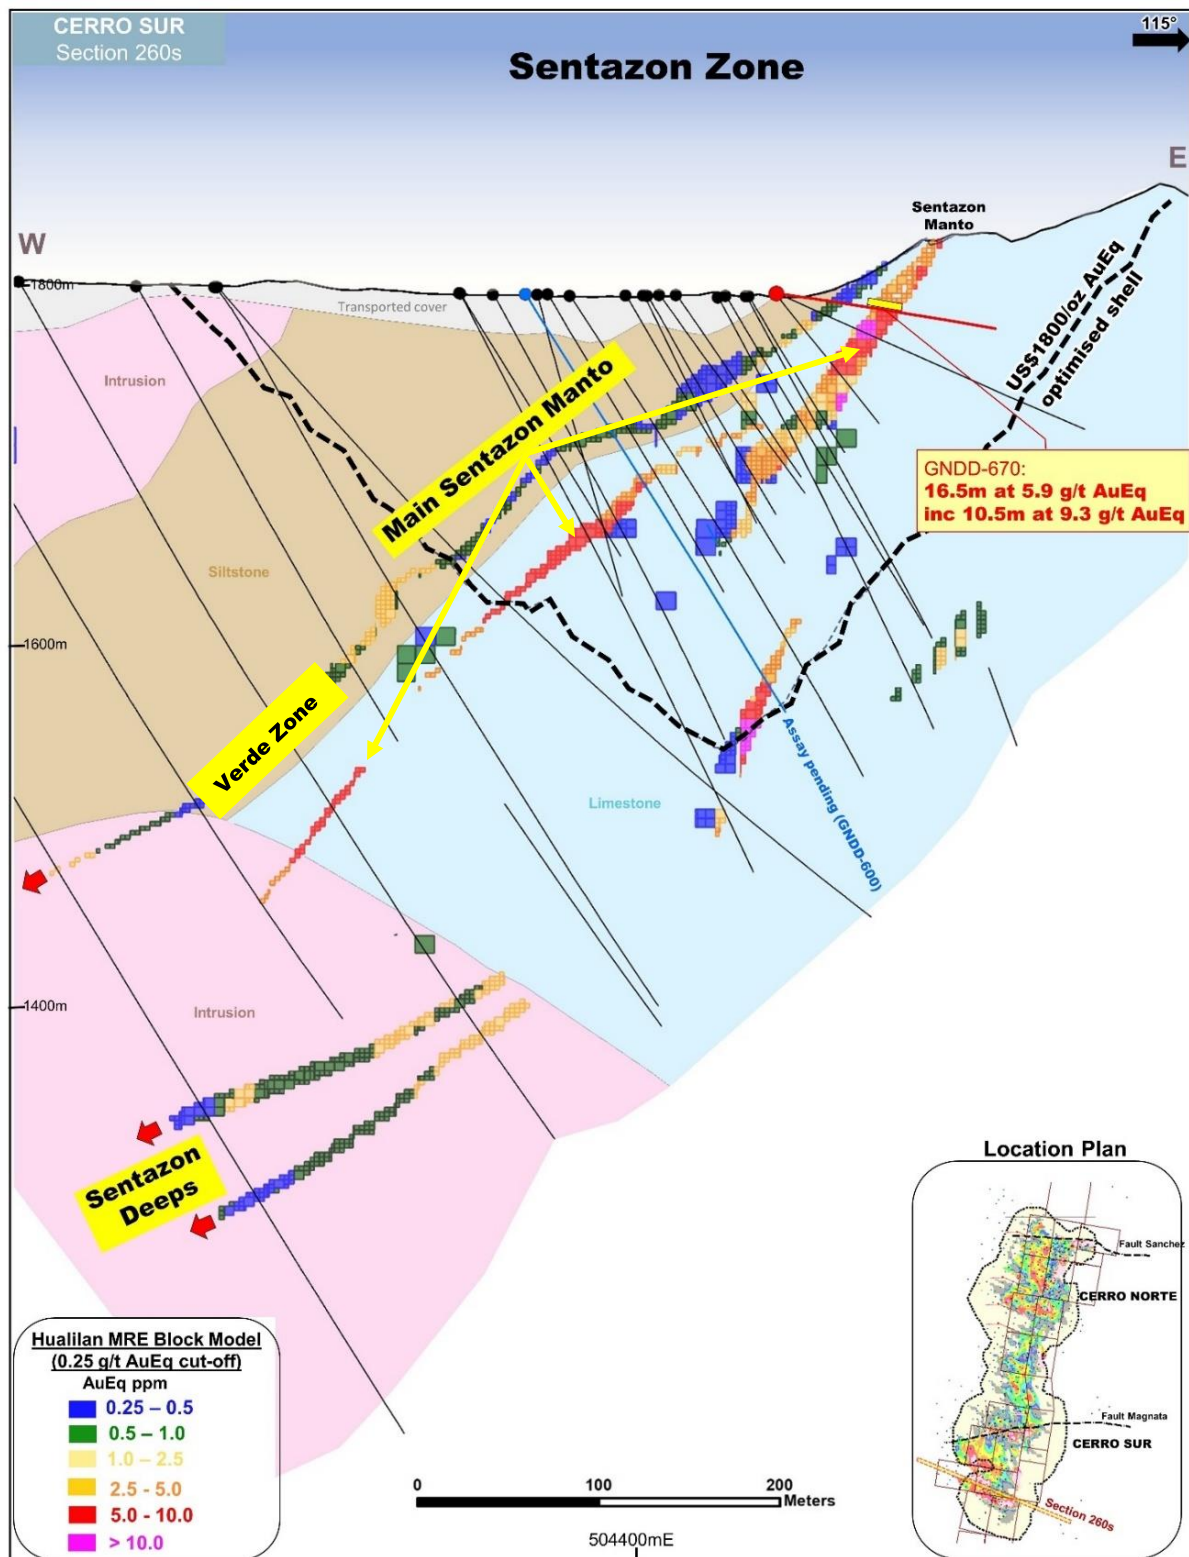 CERRO SUR
Section 260s
115°
Sentazon Zone
E
Sentazon
Manto
W
1800m
Transported cover
US$1800/oz AuEq
optimised shell
Intrusion
Main Sentazon Manto
GNDD-670:
16.5m at 5.9 g/t AuEq
inc 10.5m at 9.3 g/t AuEq
Siltstone
1600m
Verde Zone
Limestone
Assay pending (GNDD-600)
1400m
Intrusion
Sentazon
Deeps
Location Plan
Fault Sanchez
CERRO NORTE
Fault Magnata
CERRO SUR
Section 260s
Hualilan MRE Block Model
(0.25 g/t AuEq cut-off)
AuEq ppm
0.25 – 0.5
0.5 – 1.0
1.0 – 2.5
2.5 - 5.0
5.0 - 10.0
> 10.0
0 100 200
Meters
504400mE